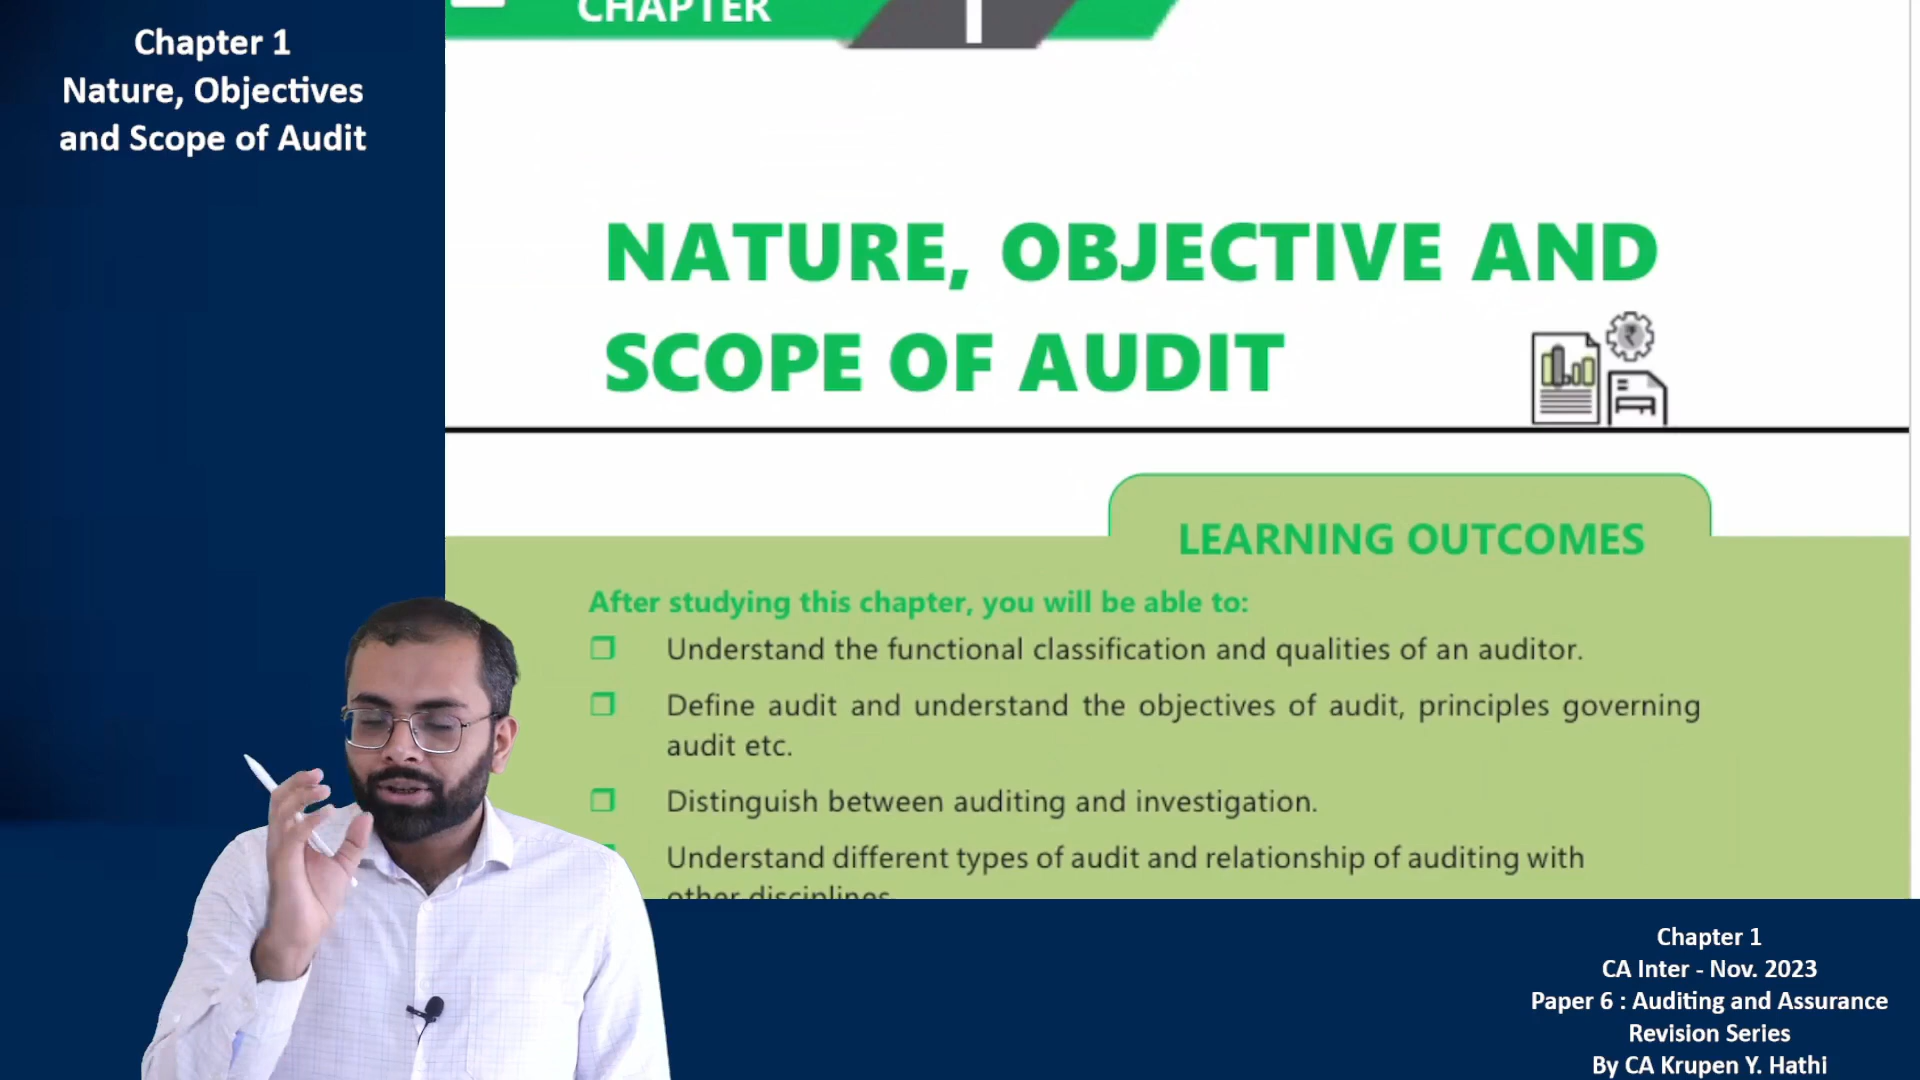 Chapter 1
Nature, Objectives
and Scope of Audit
CHAPTER 1
NATURE, OBJECTIVE AND
SCOPE OF AUDIT
₹
LEARNING OUTCOMES
After studying this chapter, you will be able to:
Understand the functional classification and qualities of an auditor.
Define audit and understand the objectives of audit, principles governing
audit etc.
Distinguish between auditing and investigation.
Understand different types of audit and relationship of auditing with
other disciplines
Chapter 1
CA Inter - Nov. 2023
Paper 6 : Auditing and Assurance
Revision Series
By CA Krupen Y. Hathi